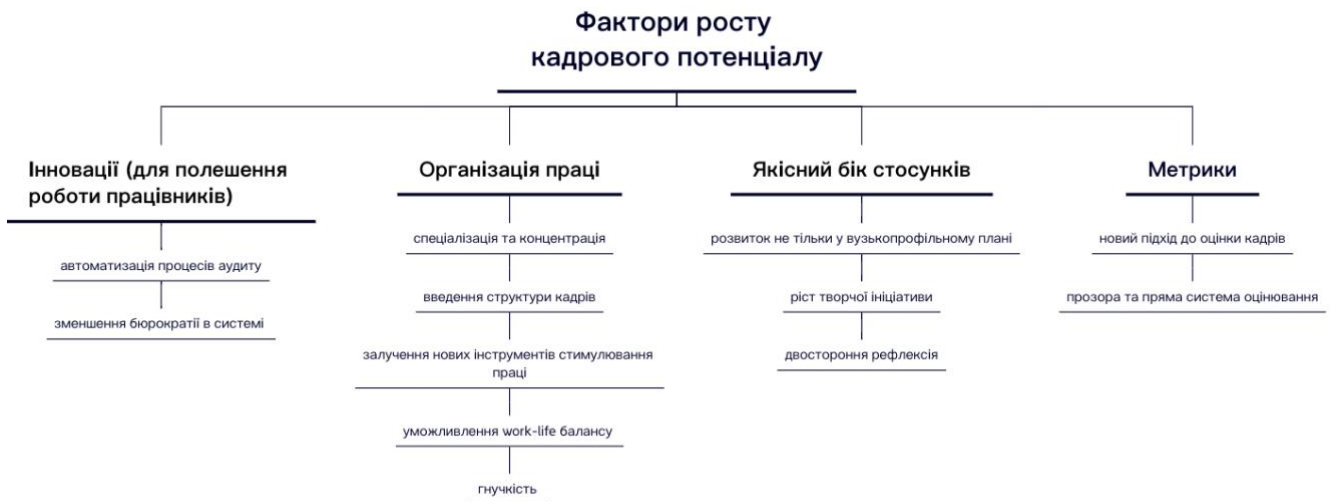 Фактори росту
кадрового потенціалу
Інновації (для полешення
роботи працівників)
автоматизація процесів аудиту
зменшення бюрократії в системі
Організація праці
спеціалізація та концентрація
введення структури кадрів
залучення нових інструментів стимулювання
праці
уможливлення work-life балансу
гнучкість
Якісний бік стосунків
розвиток не тільки у вузькопрофільному плані
ріст творчої ініціативи
двостороння рефлексія
Метрики
новий підхід до оцінки кадрів
прозора та пряма система оцінювання